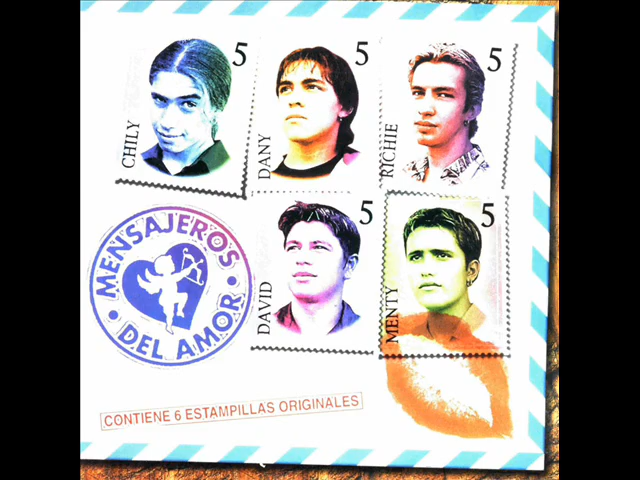 5
CHILY
5
DANY
5
RICHIE
MENSAJEROS
DEL AMOR
5
DAVID
5
MENTY
CONTIENE 6 ESTAMPILLAS ORIGINALES